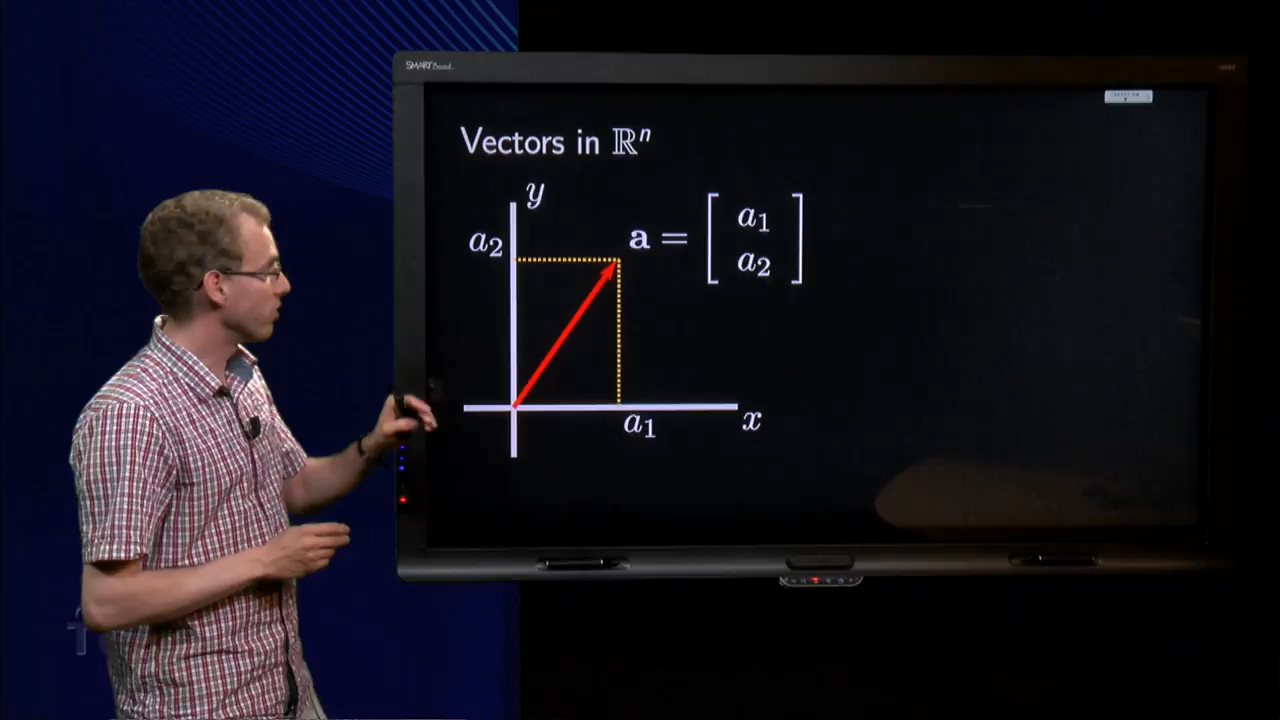 SMART Board
Vectors in ℝⁿ
y
a₂
a = [ a₁
a₂ ]
a₁
x